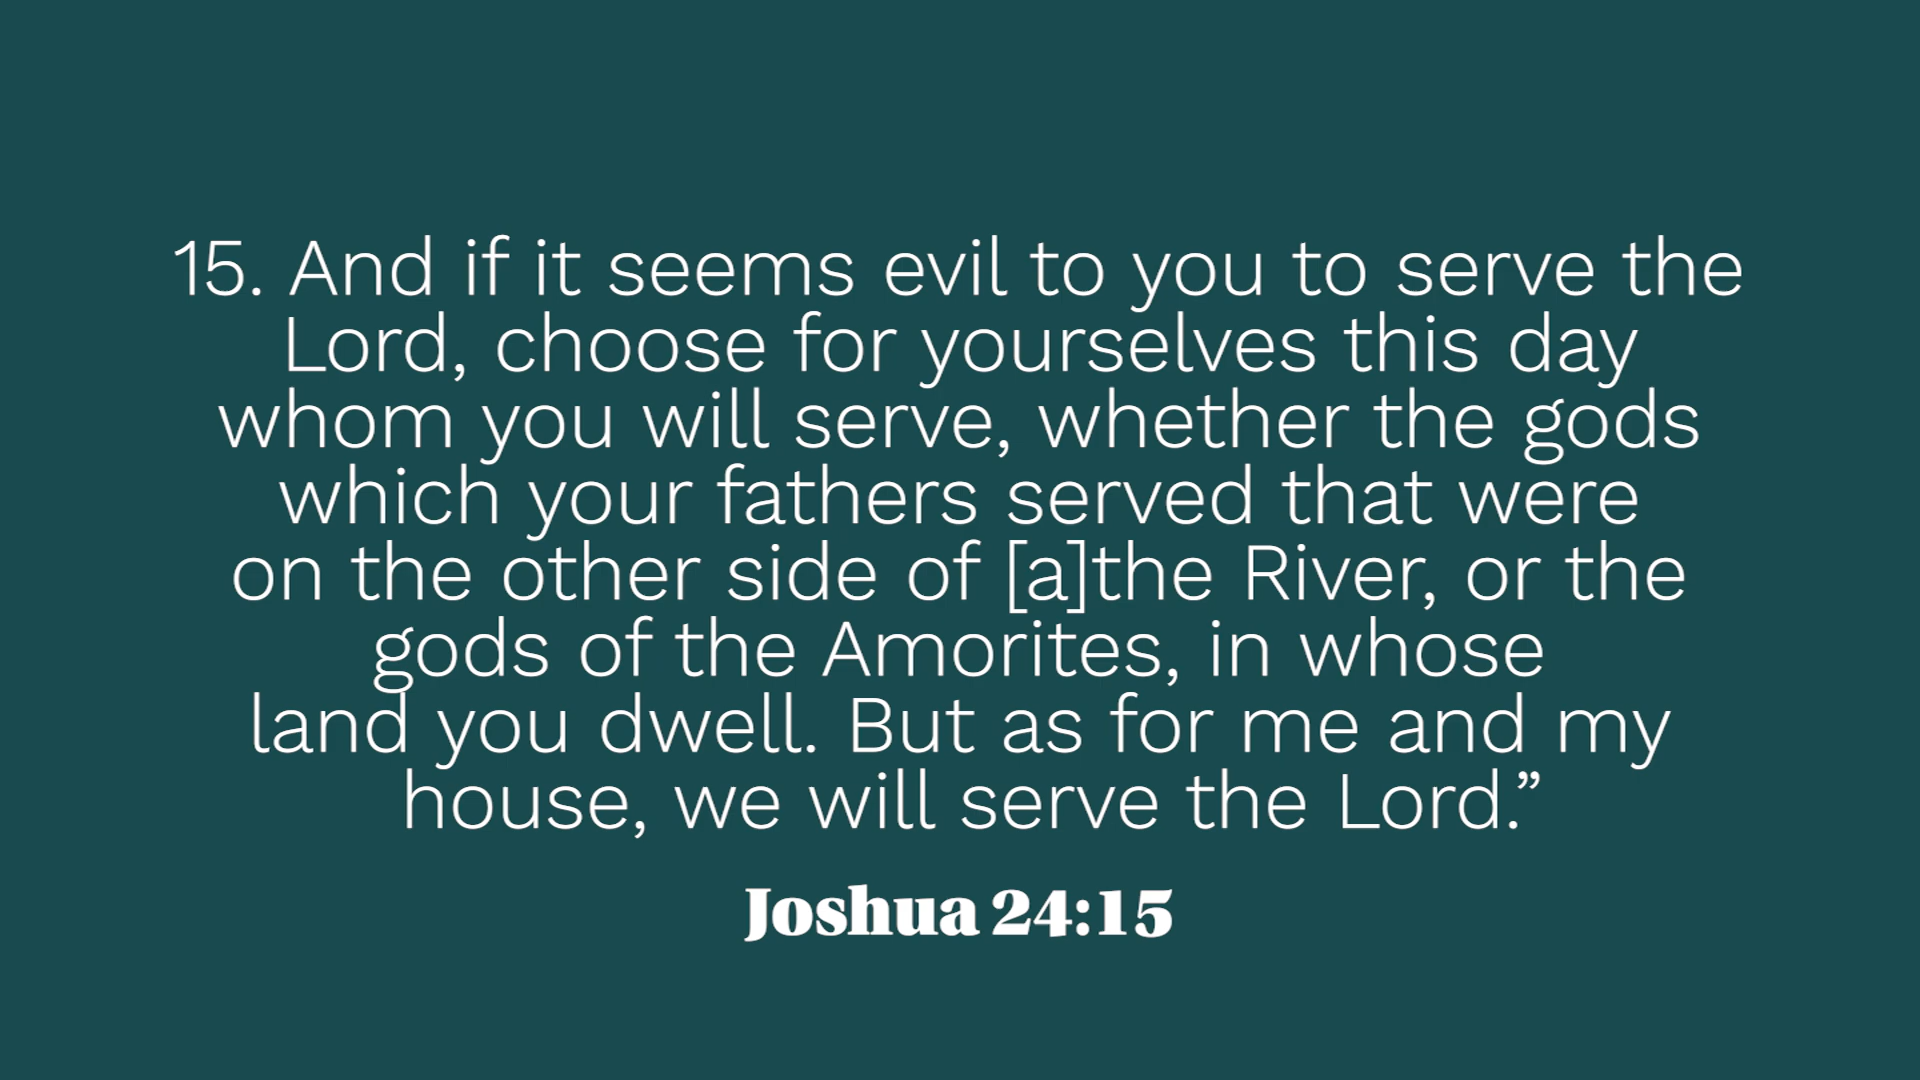 15. And if it seems evil to you to serve the
Lord, choose for yourselves this day
whom you will serve, whether the gods
which your fathers served that were
on the other side of [a]the River, or the
gods of the Amorites, in whose
land you dwell. But as for me and my
house, we will serve the Lord.”
Joshua 24:15